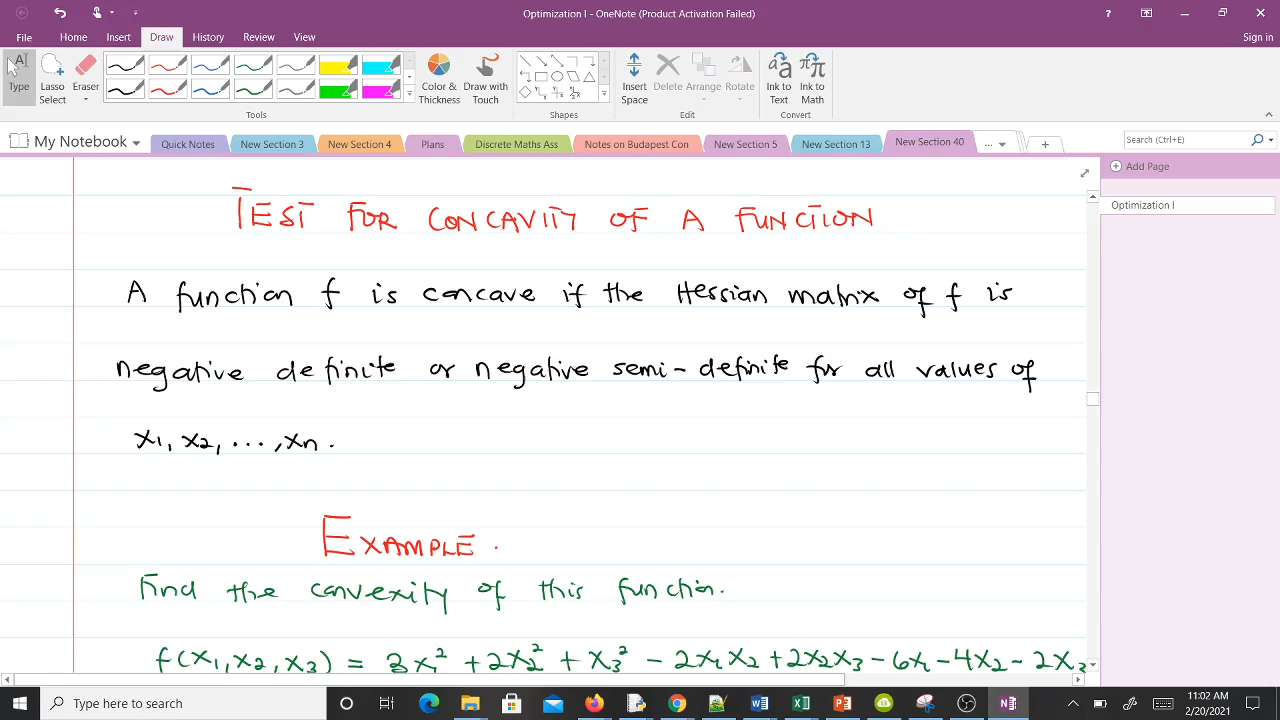 Optimization I - OneNote (Product Activation Failed)
File Home Insert Draw History Review View Sign in
Type Lasso Select Eraser Color & Thickness Draw with Touch Insert Space Delete Arrange Rotate Ink to Text Ink to Math
Tools Shapes Edit Convert
My Notebook Quick Notes New Section 3 New Section 4 Plans Discrete Maths Ass Notes on Budapest Con New Section 5 New Section 13 New Section 40 ... + Search (Ctrl+E)
Add Page
Optimization I
TEST FOR CONCAVITY OF A FUNCTION
A function f is concave if the Hessian matrix of f is
negative definite or negative semi-definite for all values of
x₁, x₂, ..., xn.
EXAMPLE.
Find the convexity of this function.
f(x₁,x₂,x₃) = 3x₁² + 2x₂² + x₃² - 2x₁x₂ + 2x₂x₃ - 6x₁ - 4x₂ - 2x₃
Type here to search
11:02 AM
2/20/2021